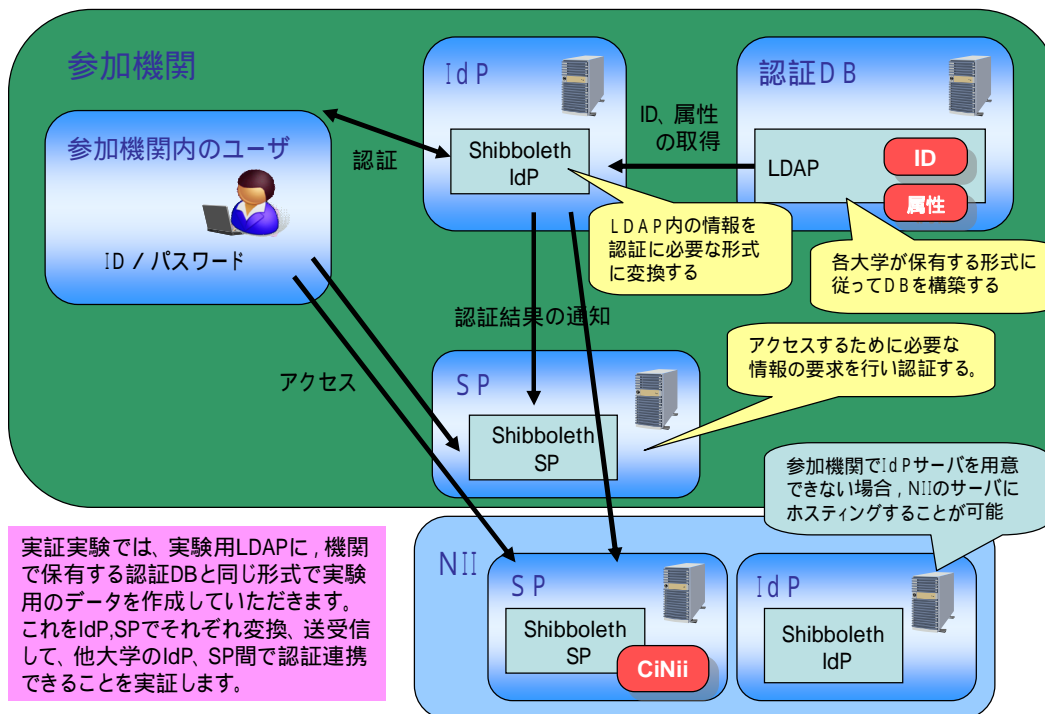 参加機関
IdP
認証DB
参加機関内のユーザ
ID / パスワード
認証
Shibboleth
IdP
ID、属性
の取得
LDAP
ID
属性
LDAP内の情報を
認証に必要な形式
に変換する
各大学が保有する形式に
従ってDBを構築する
認証結果の通知
アクセス
SP
Shibboleth
SP
アクセスするために必要な
情報の要求を行い認証する。
参加機関でIdPサーバを用意
できない場合,NIIのサーバに
ホスティングすることが可能
実証実験では、実験用LDAPに,機関
で保有する認証DBと同じ形式で実験
用のデータを作成していただきます。
これをIdP,SPでそれぞれ変換、送受信
して、他大学のIdP、SP間で認証連携
できることを実証します。
NII
SP
Shibboleth
SP
CiNii
IdP
Shibboleth
IdP